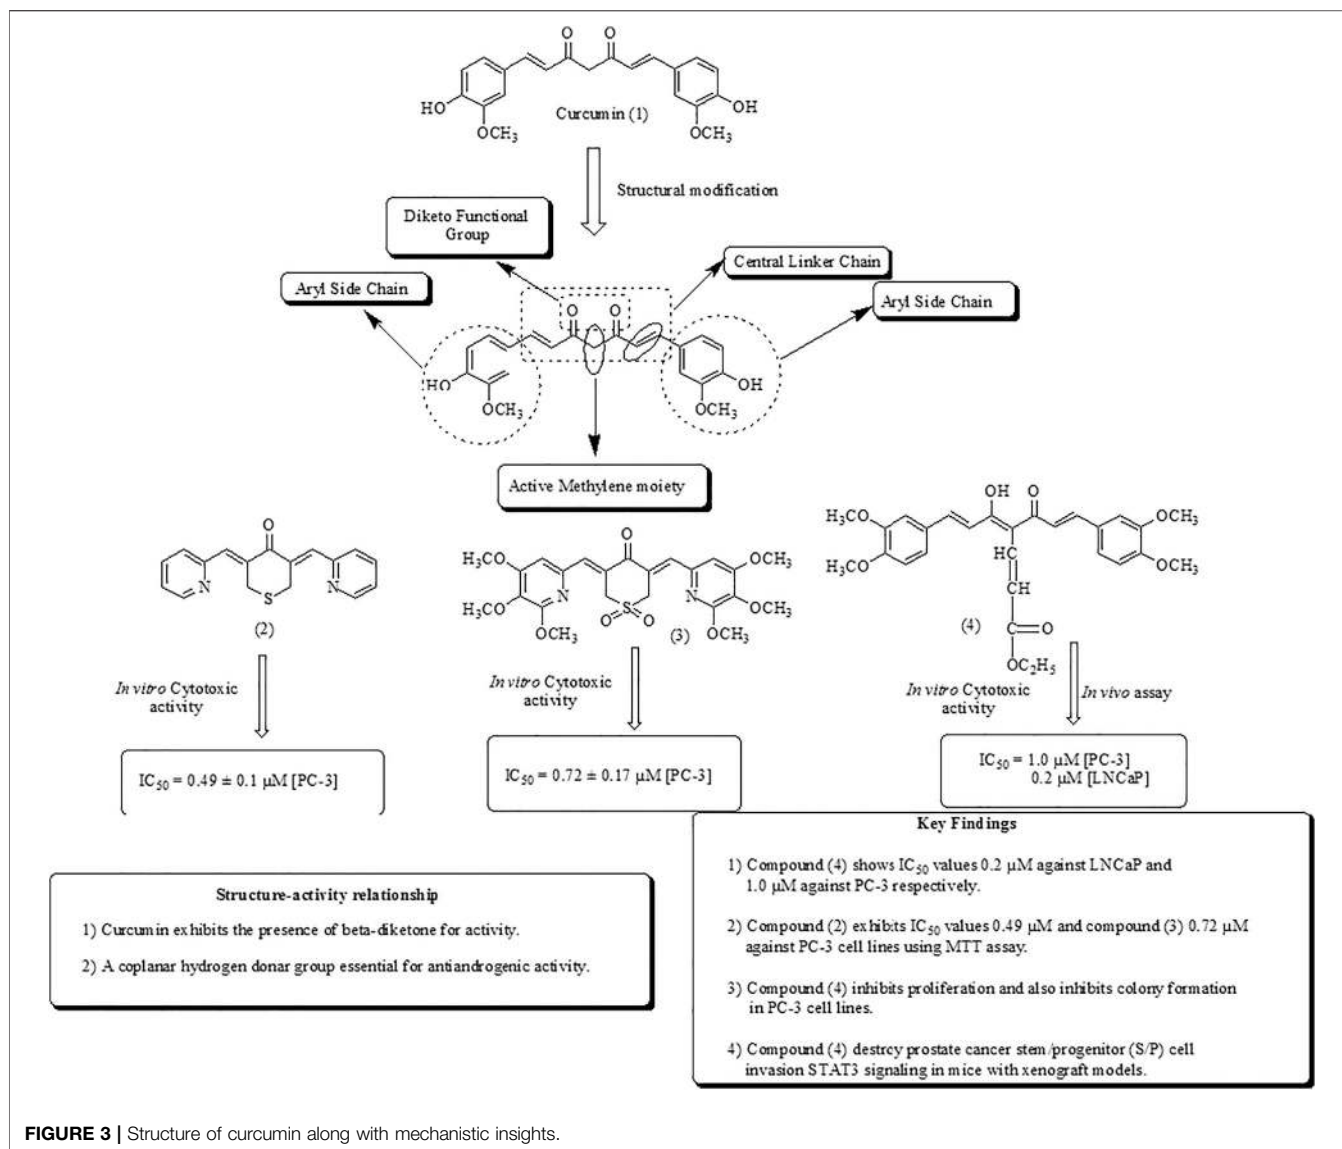 O O
HO
OCH3
Curcumin (1)
OH
OCH3
Structural modification
Diketo Functional
Group
Central Linker Chain
Aryl Side Chain
Aryl Side Chain
O O
HO
OCH3
OH
OCH3
Active Methylene moiety
O
N
N
S
(2)
In vitro Cytotoxic
activity
IC50 = 0.49 ± 0.1 µM [PC-3]
O
H3CO
H3CO
OCH3
N
S
O O
N
OCH3
OCH3
OCH3
(3)
In vitro Cytotoxic
activity
IC50 = 0.72 ± 0.17 µM [PC-3]
OH O
H3CO
H3CO
OCH3
OCH3
HC
CH
C=O
OC2H5
(4)
In vitro Cytotoxic
activity
In vivo assay
IC50 = 1.0 µM [PC-3]
0.2 µM [LNCaP]
Structure-activity relationship
1) Curcumin exhibits the presence of beta-diketone for activity.
2) A coplanar hydrogen donar group essential for antiandrogenic activity.
Key Findings
1) Compound (4) shows IC50 values 0.2 µM against LNCaP and
1.0 µM against PC-3 respectively.
2) Compound (2) exhibits IC50 values 0.49 µM and compound (3) 0.72 µM
against PC-3 cell lines using MTT assay.
3) Compound (4) inhibits proliferation and also inhibits colony formation
in PC-3 cell lines.
4) Compound (4) destroy prostate cancer stem/progenitor (S/P) cell
invasion STAT3 signaling in mice with xenograft models.
FIGURE 3 | Structure of curcumin along with mechanistic insights.